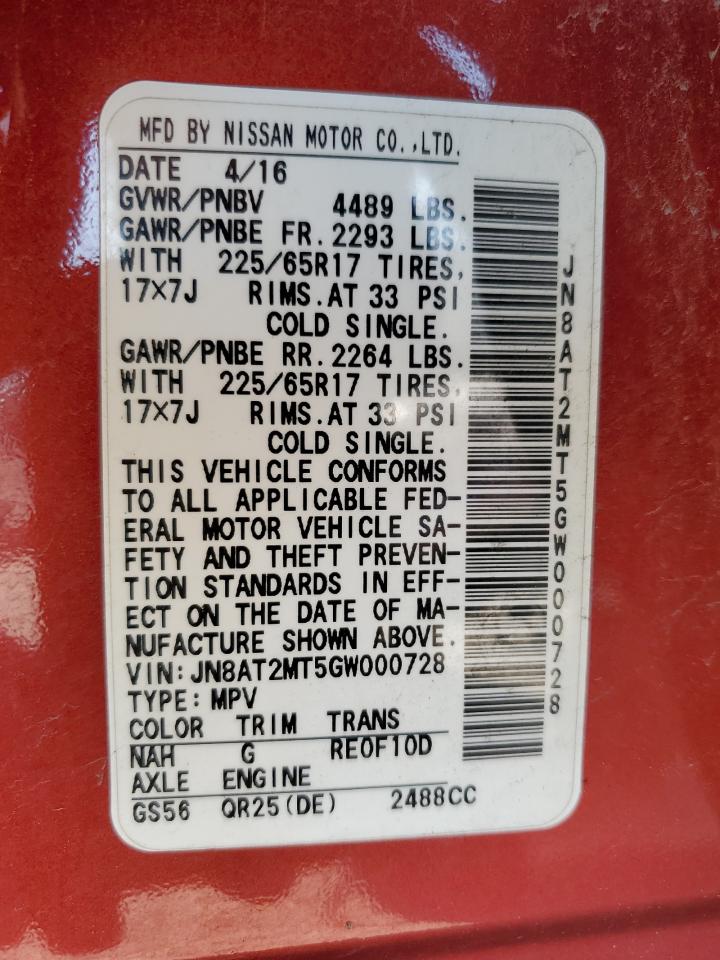 MFD BY NISSAN MOTOR CO.,LTD.
DATE 4/16
GVWR/PNBV 4489 LBS.
GAWR/PNBE FR.2293 LBS.
WITH 225/65R17 TIRES,
17×7J RIMS.AT 33 PSI
COLD SINGLE.
GAWR/PNBE RR.2264 LBS.
WITH 225/65R17 TIRES,
17×7J RIMS.AT 33 PSI
COLD SINGLE.
THIS VEHICLE CONFORMS
TO ALL APPLICABLE FED-
ERAL MOTOR VEHICLE SA-
FETY AND THEFT PREVEN-
TION STANDARDS IN EFF-
ECT ON THE DATE OF MA-
NUFACTURE SHOWN ABOVE.
VIN:JN8AT2MT5GW000728
TYPE:MPV
COLOR TRIM TRANS
NAH G RE0F10D
AXLE ENGINE
GS56 QR25(DE) 2488CC
JN8AT2MT5GW000728